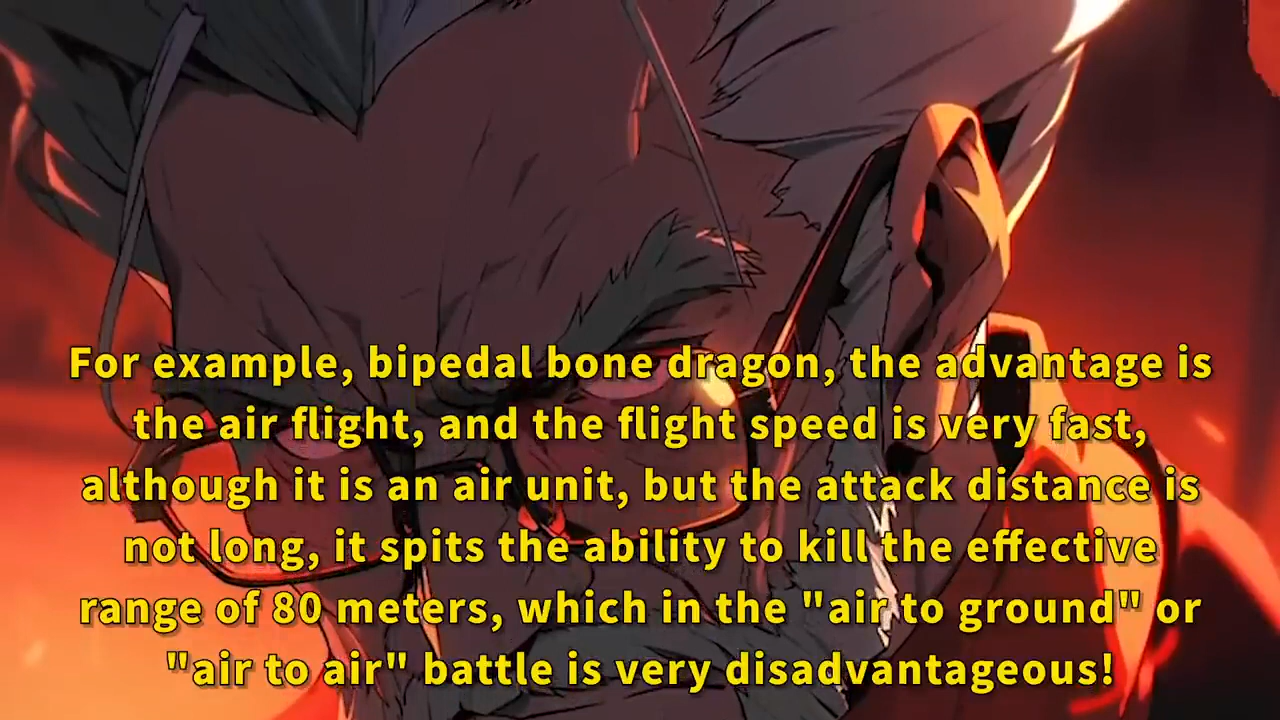 For example, bipedal bone dragon, the advantage is
the air flight, and the flight speed is very fast,
although it is an air unit, but the attack distance is
not long, it spits the ability to kill the effective
range of 80 meters, which in the "air to ground" or
"air to air" battle is very disadvantageous!